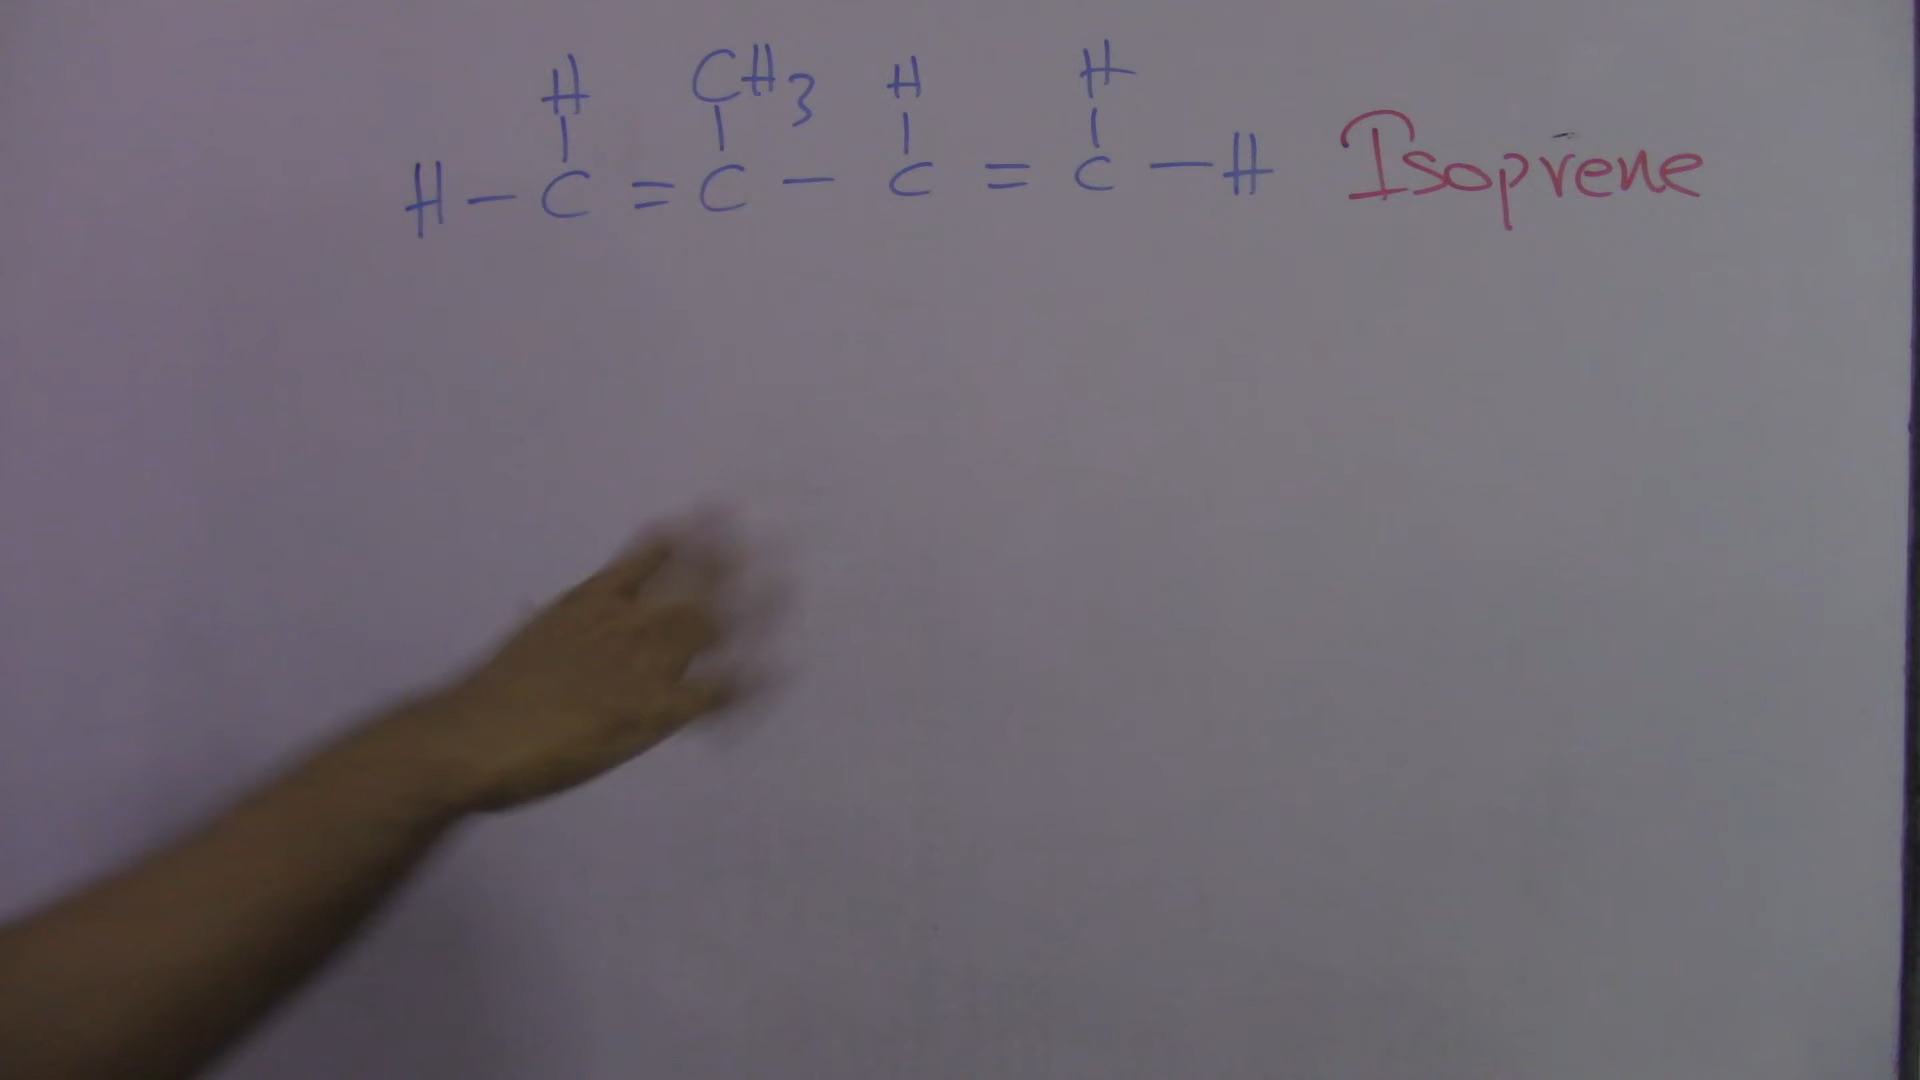 H CH3 H H
H - C = C - C = C - H Isoprene